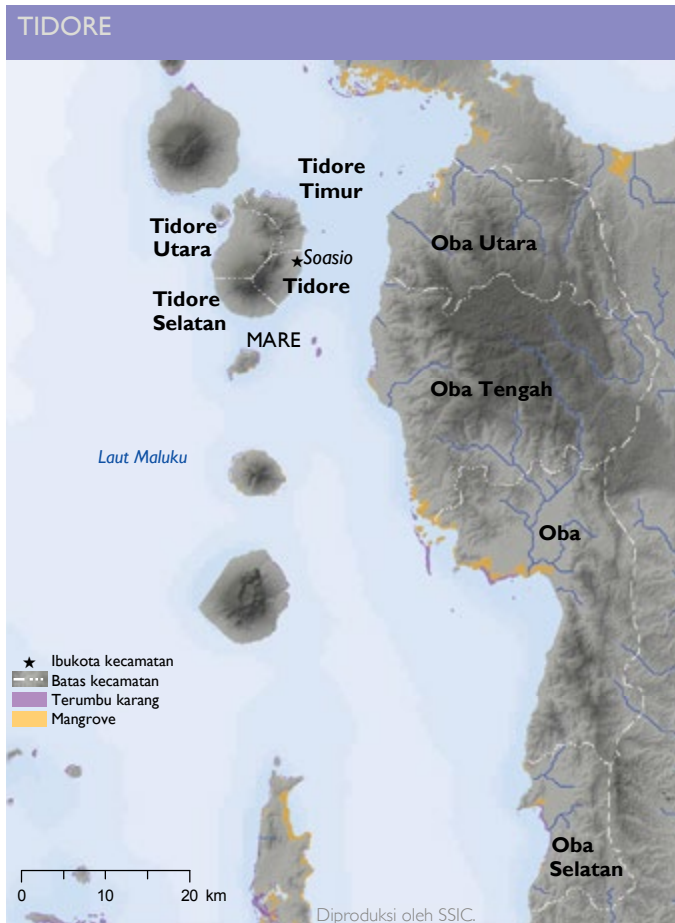 TIDORE
Tidore
Timur
Tidore
Utara
Oba Utara
Soasio
Tidore
Tidore
Selatan
MARE
Oba Tengah
Laut Maluku
Oba
Ibukota kecamatan
Batas kecamatan
Terumbu karang
Mangrove
Oba
Selatan
0 10 20 km
Diproduksi oleh SSIC.